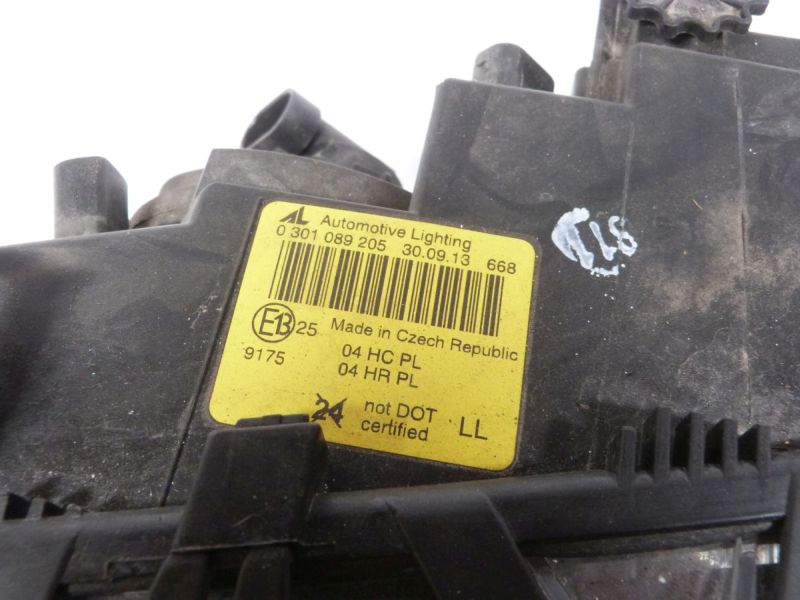 AL Automotive Lighting
0 301 089 205 30.09.13 668
E13 25 Made in Czech Republic
9175 04 HC PL
04 HR PL
24 not DOT LL
certified